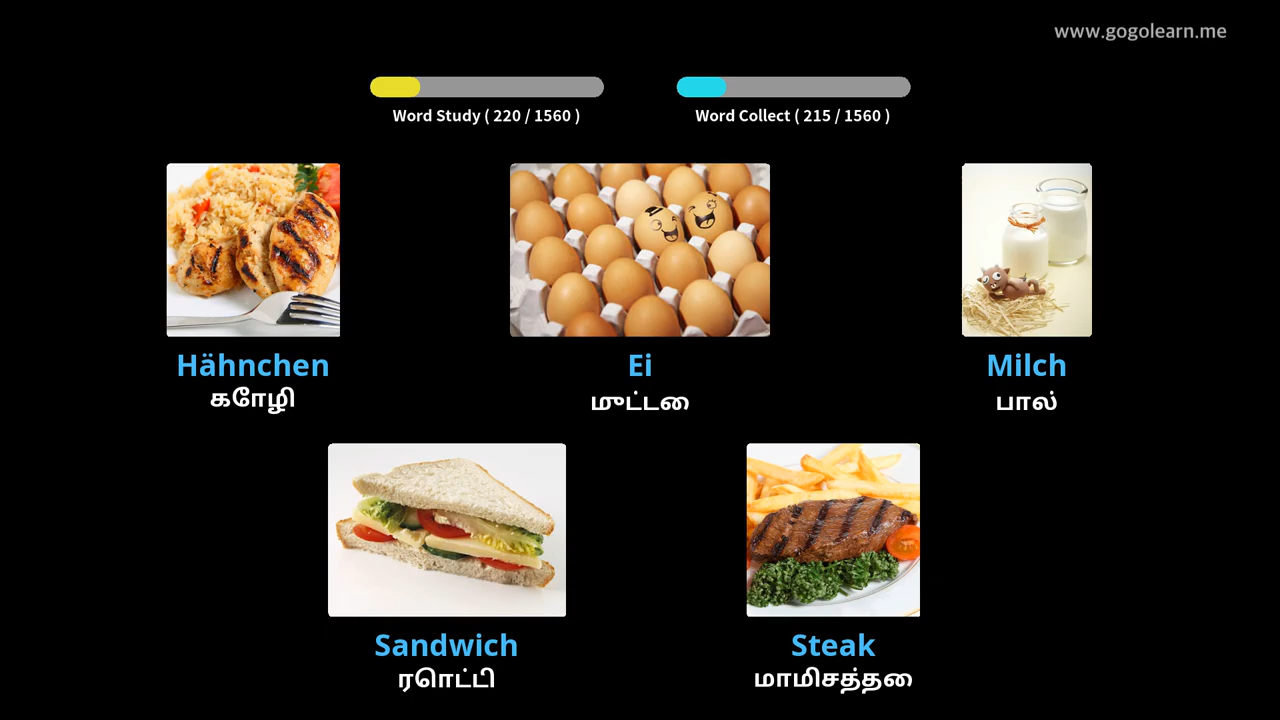 www.gogolearn.me
Word Study ( 220 / 1560 )
Word Collect ( 215 / 1560 )
Hähnchen
கோழி
Ei
முட்டை
Milch
பால்
Sandwich
ரொட்டி
Steak
மாமிசத்தை